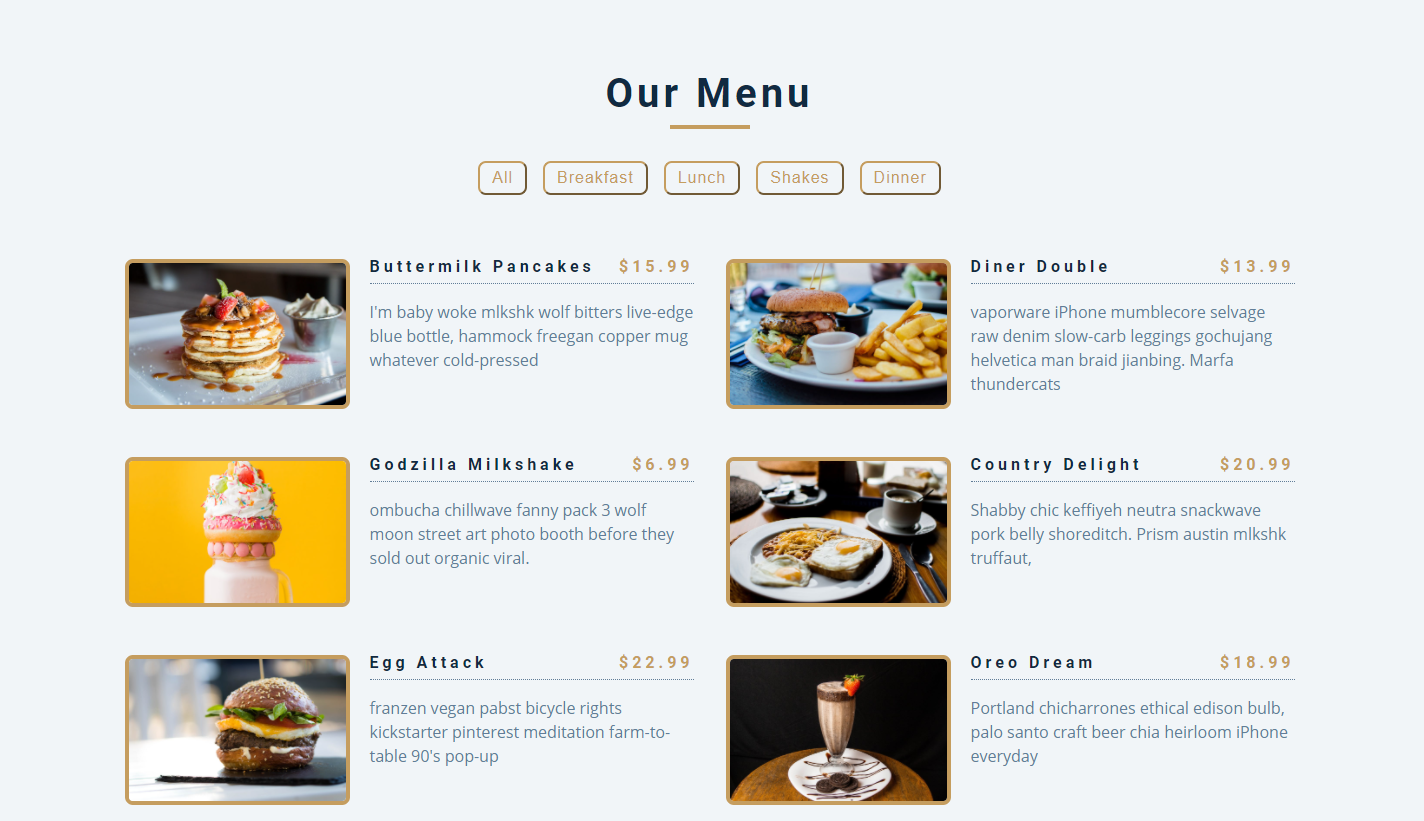 Our Menu
All
Breakfast
Lunch
Shakes
Dinner
Buttermilk Pancakes $15.99
I'm baby woke mlkshk wolf bitters live-edge
blue bottle, hammock freegan copper mug
whatever cold-pressed
Diner Double $13.99
vaporware iPhone mumblecore selvage
raw denim slow-carb leggings gochujang
helvetica man braid jianbing. Marfa
thundercats
Godzilla Milkshake $6.99
ombucha chillwave fanny pack 3 wolf
moon street art photo booth before they
sold out organic viral.
Country Delight $20.99
Shabby chic keffiyeh neutra snackwave
pork belly shoreditch. Prism austin mlkshk
truffaut,
Egg Attack $22.99
franzen vegan pabst bicycle rights
kickstarter pinterest meditation farm-to-
table 90's pop-up
Oreo Dream $18.99
Portland chicharrones ethical edison bulb,
palo santo craft beer chia heirloom iPhone
everyday